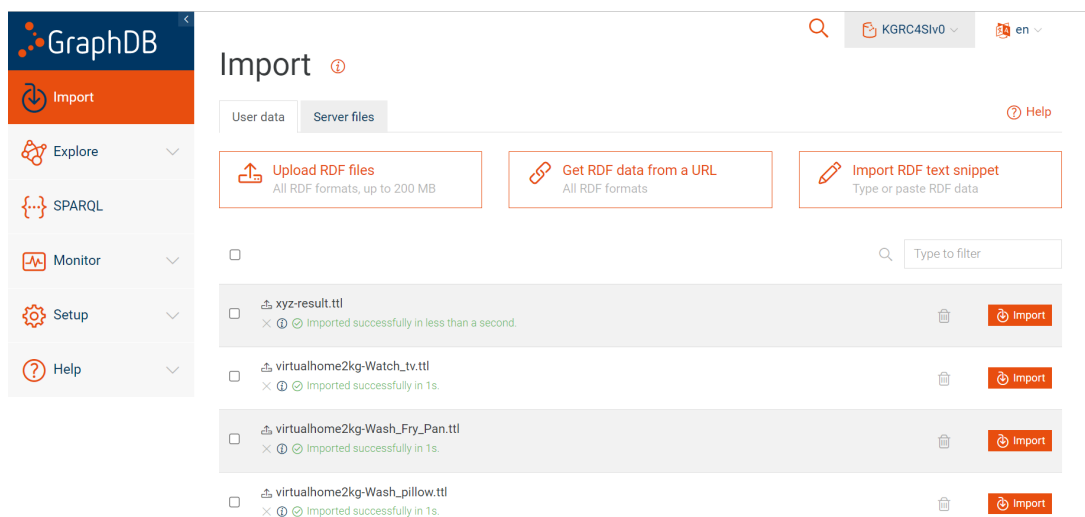 GraphDB
KGRC4SIv0
en
Import
Import
Explore
SPARQL
Monitor
Setup
Help
User data
Server files
Help
Upload RDF files
All RDF formats, up to 200 MB
Get RDF data from a URL
All RDF formats
Import RDF text snippet
Type or paste RDF data
Type to filter
xyz-result.ttl
Imported successfully in less than a second.
Import
virtualhome2kg-Watch_tv.ttl
Imported successfully in 1s.
Import
virtualhome2kg-Wash_Fry_Pan.ttl
Imported successfully in 1s.
Import
virtualhome2kg-Wash_pillow.ttl
Imported successfully in 1s.
Import